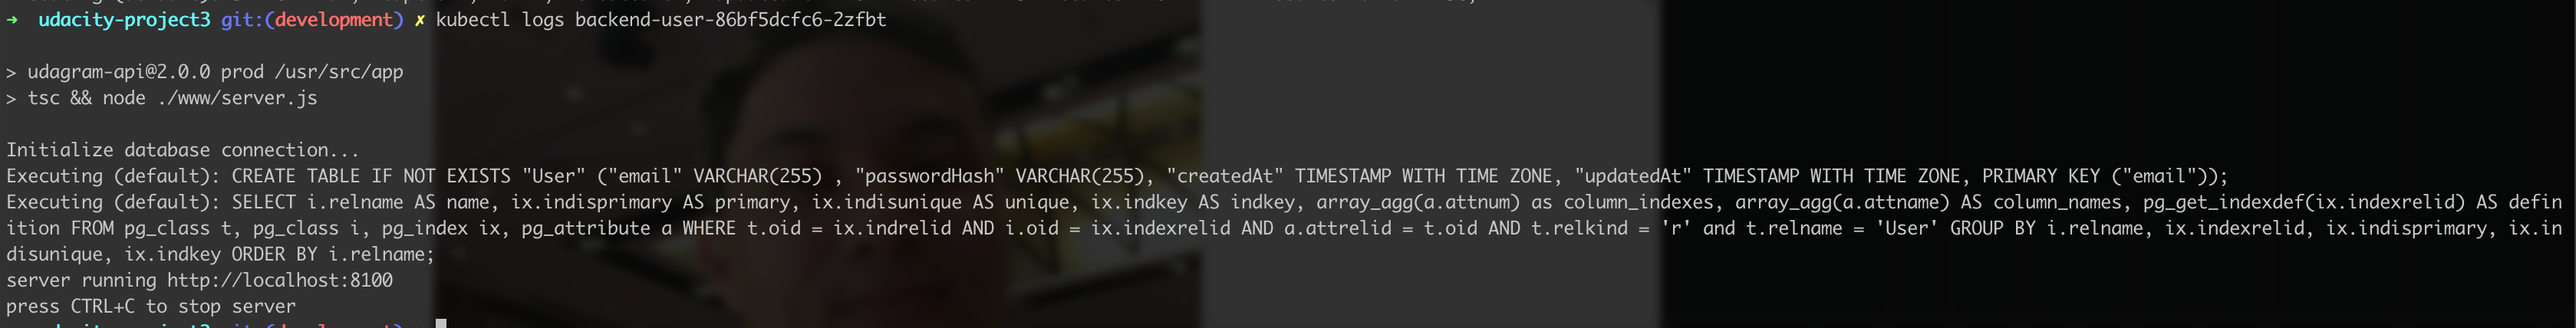 ➜  udacity-project3 git:(development) ✗ kubectl logs backend-user-86bf5dcfc6-2zfbt
> udagram-api@2.0.0 prod /usr/src/app
> tsc && node ./www/server.js
Initialize database connection...
Executing (default): CREATE TABLE IF NOT EXISTS "User" ("email" VARCHAR(255) , "passwordHash" VARCHAR(255), "createdAt" TIMESTAMP WITH TIME ZONE, "updatedAt" TIMESTAMP WITH TIME ZONE, PRIMARY KEY ("email"));
Executing (default): SELECT i.relname AS name, ix.indisprimary AS primary, ix.indisunique AS unique, ix.indkey AS indkey, array_agg(a.attnum) as column_indexes, array_agg(a.attname) AS column_names, pg_get_indexdef(ix.indexrelid) AS defin
ition FROM pg_class t, pg_class i, pg_index ix, pg_attribute a WHERE t.oid = ix.indrelid AND i.oid = ix.indexrelid AND a.attrelid = t.oid AND t.relkind = 'r' and t.relname = 'User' GROUP BY i.relname, ix.indexrelid, ix.indisprimary, ix.in
disunique, ix.indkey ORDER BY i.relname;
server running http://localhost:8100
press CTRL+C to stop server